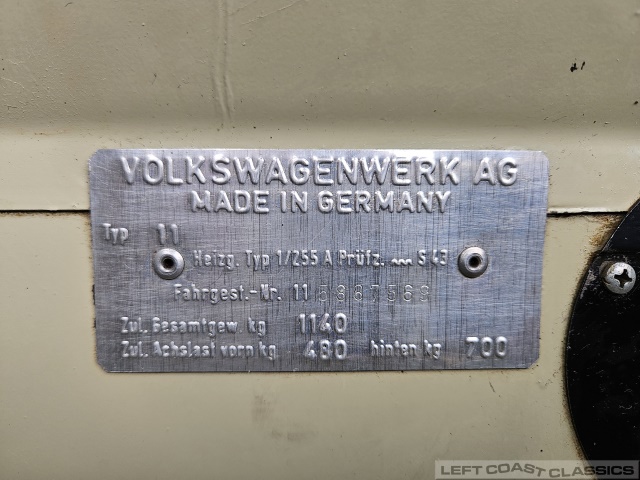 VOLKSWAGENWERK AG
MADE IN GERMANY
Typ 11
Heizg. Typ 1/255 A Prüfz. ﹏ S 43
Fahrgest.-Nr. 11
Zul. Gesamtgew. kg 1140
Zul. Achslast vorn kg 480 hinten kg 700
LEFT COAST CLASSICS